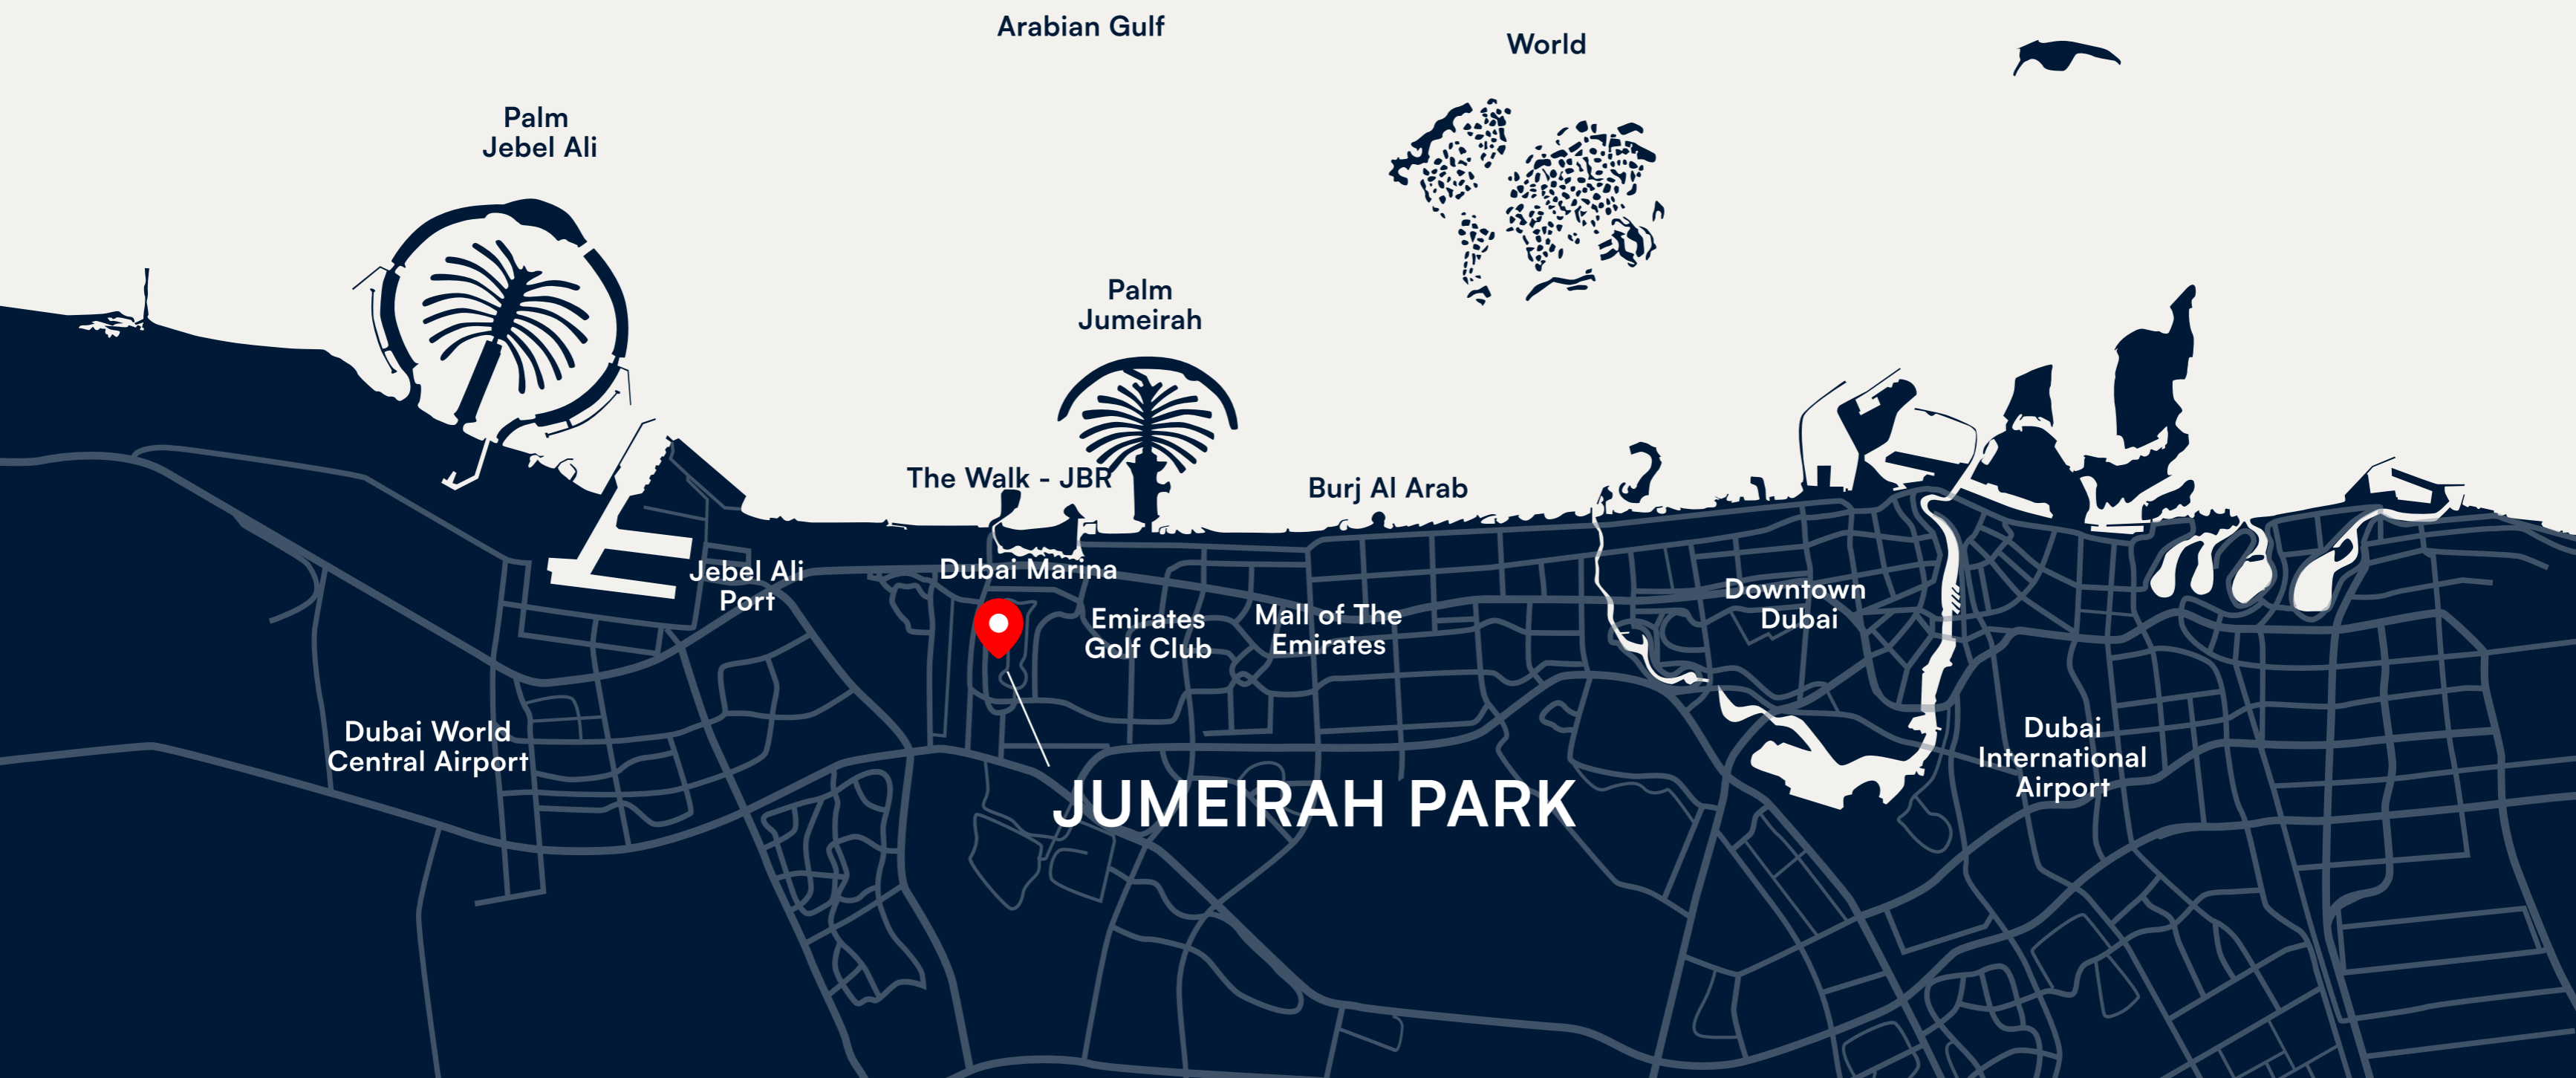 Arabian Gulf
World
Palm
Jebel Ali
Palm
Jumeirah
The Walk - JBR
Burj Al Arab
Jebel Ali
Port
Dubai Marina
Emirates
Golf Club
Mall of The
Emirates
Downtown
Dubai
Dubai World
Central Airport
Dubai
International
Airport
JUMEIRAH PARK